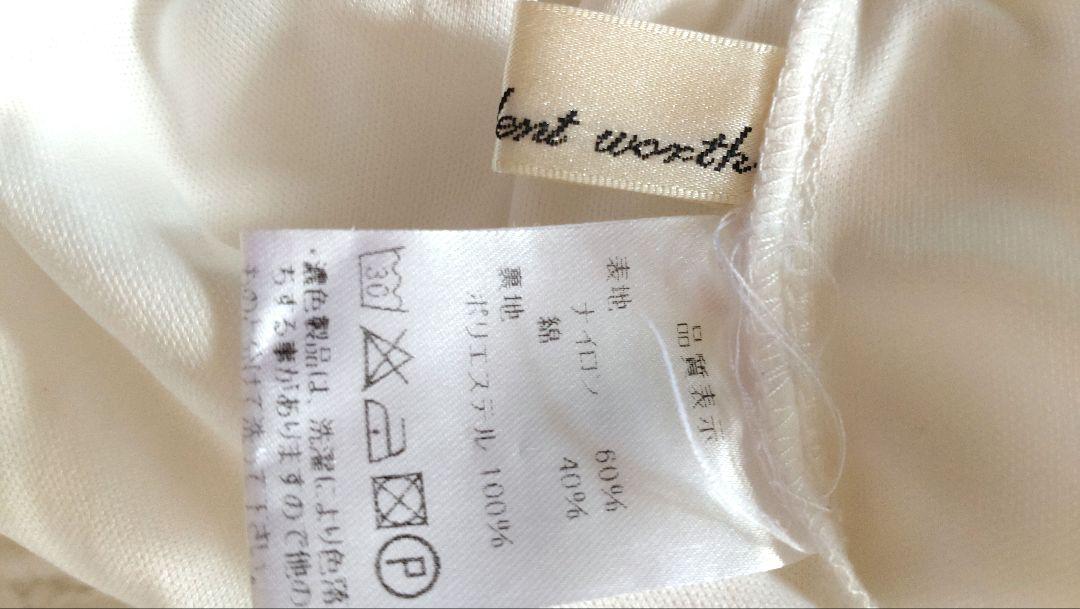 lent worth
品質表示
表地
ナイロン 60%
綿 40%
裏地
ポリエステル 100%
30
P
・濃色製品は、洗濯により色落
ちする事がありますので他の